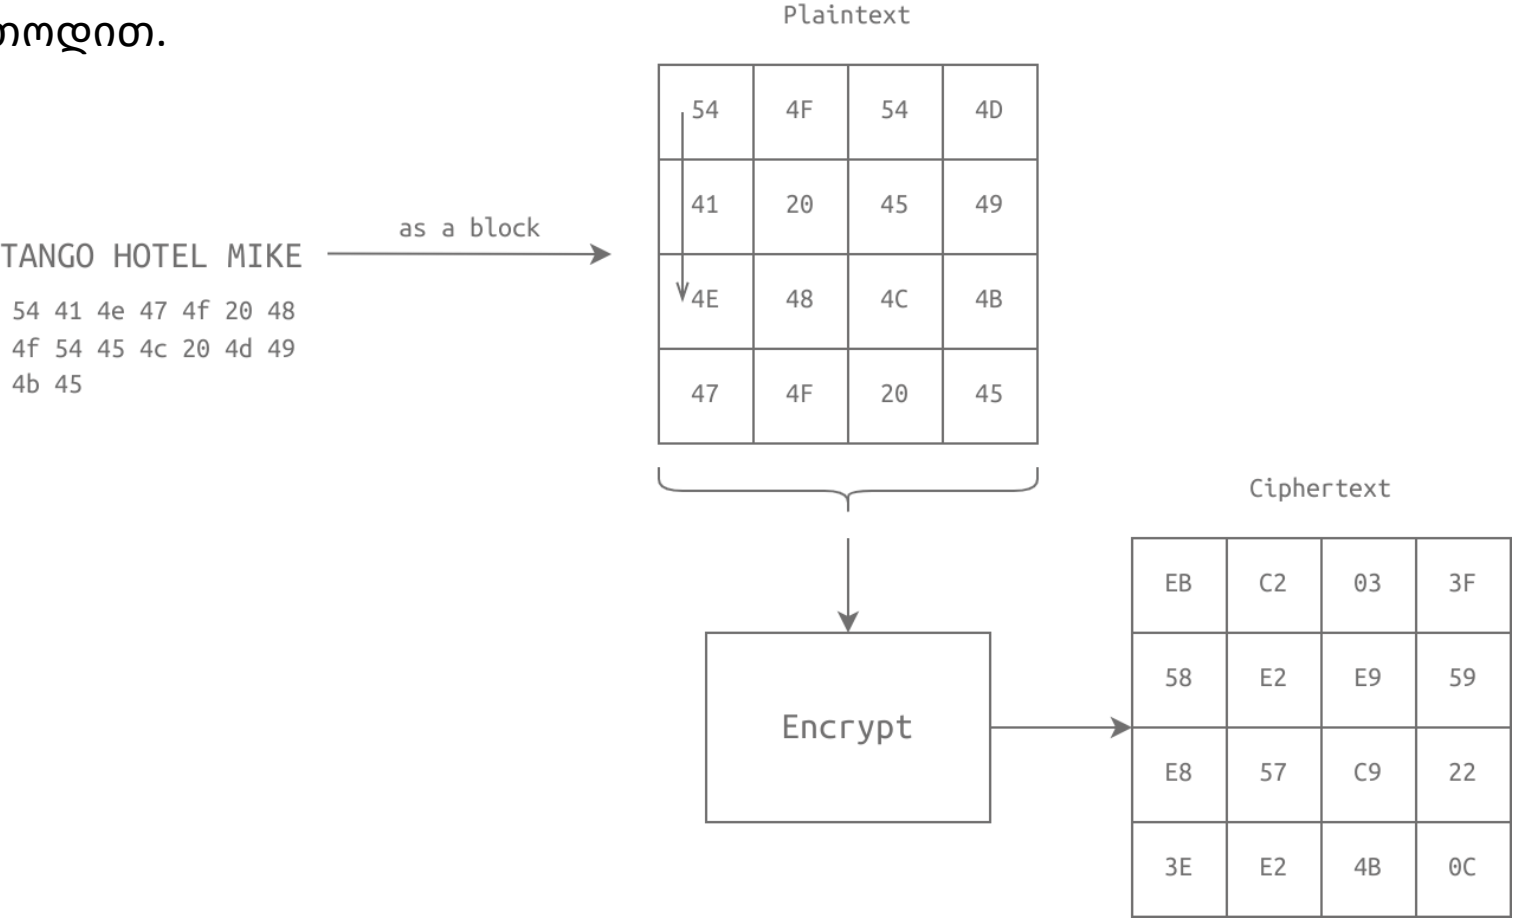 თოდით.
Plaintext
54 4F 54 4D
41 20 45 49
as a block
TANGO HOTEL MIKE
54 41 4e 47 4f 20 48
4f 54 45 4c 20 4d 49
4b 45
4E 48 4C 4B
47 4F 20 45
Ciphertext
EB C2 03 3F
58 E2 E9 59
Encrypt
E8 57 C9 22
3E E2 4B 0C